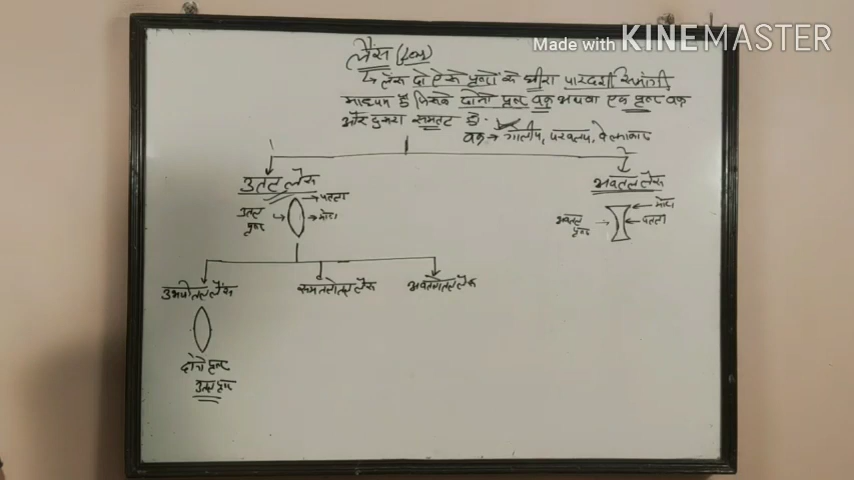 Made with KINEMASTER
लैंस (Lens)
लैंस दो ऐसे पृष्ठों से घिरा पारदर्शी
माध्यम है जिसके दोनों पृष्ठ वक्र अथवा एक पृष्ठ वक्र
और दुसरा समतल है.
वक्र → गोलीय, परवलय, बेलनाकार
उत्तल लैंस
अवतल लैंस
पतला
मोटा
उत्तल पृष्ठ
मोटा
पतला
अवतल पृष्ठ
उभयोत्तल लैंस
समतलोत्तल लैंस
अवतलोत्तल लैंस
दोनों पृष्ठ
उत्तल पृष्ठ